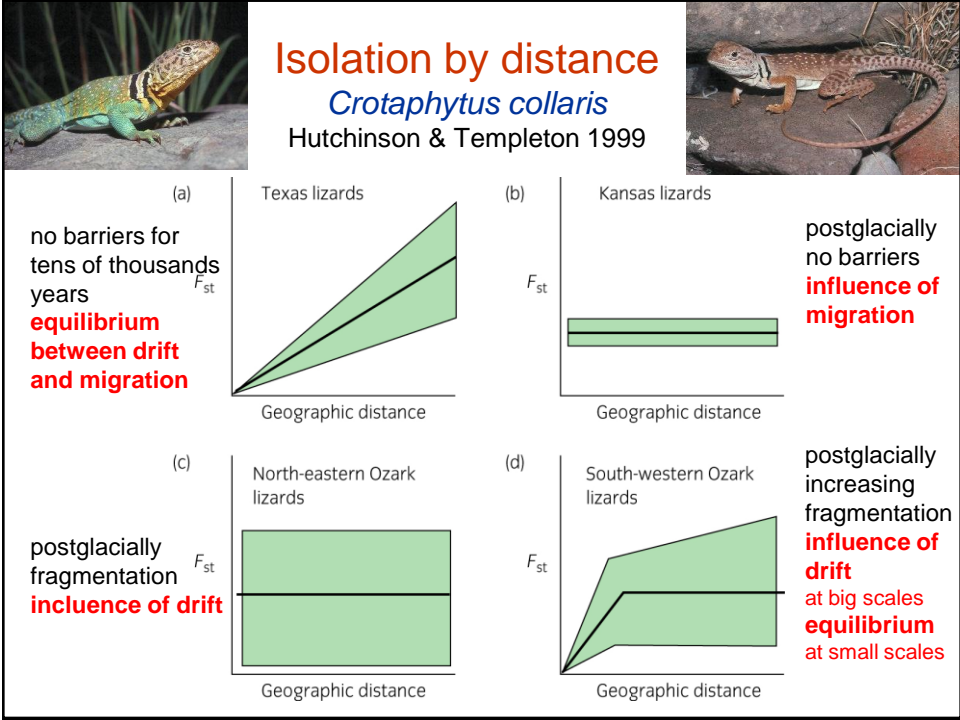 Isolation by distance
Crotaphytus collaris
Hutchinson & Templeton 1999
(a)
Texas lizards
no barriers for
tens of thousands
years
equilibrium
between drift
and migration
Fst
Geographic distance
(b)
Kansas lizards
Fst
Geographic distance
postglacially
no barriers
influence of
migration
(c)
North-eastern Ozark
lizards
postglacially
fragmentation
incluence of drift
Fst
Geographic distance
(d)
South-western Ozark
lizards
Fst
Geographic distance
postglacially
increasing
fragmentation
influence of
drift
at big scales
equilibrium
at small scales